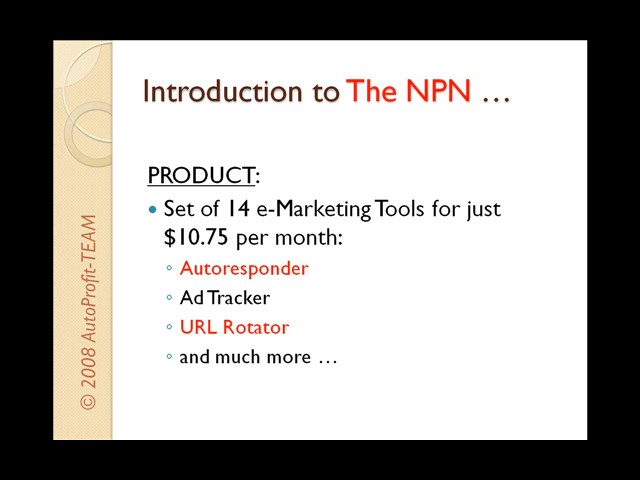 Introduction to The NPN …
PRODUCT:
Set of 14 e-Marketing Tools for just
$10.75 per month:
Autoresponder
Ad Tracker
URL Rotator
and much more …
© 2008 AutoProfit-TEAM